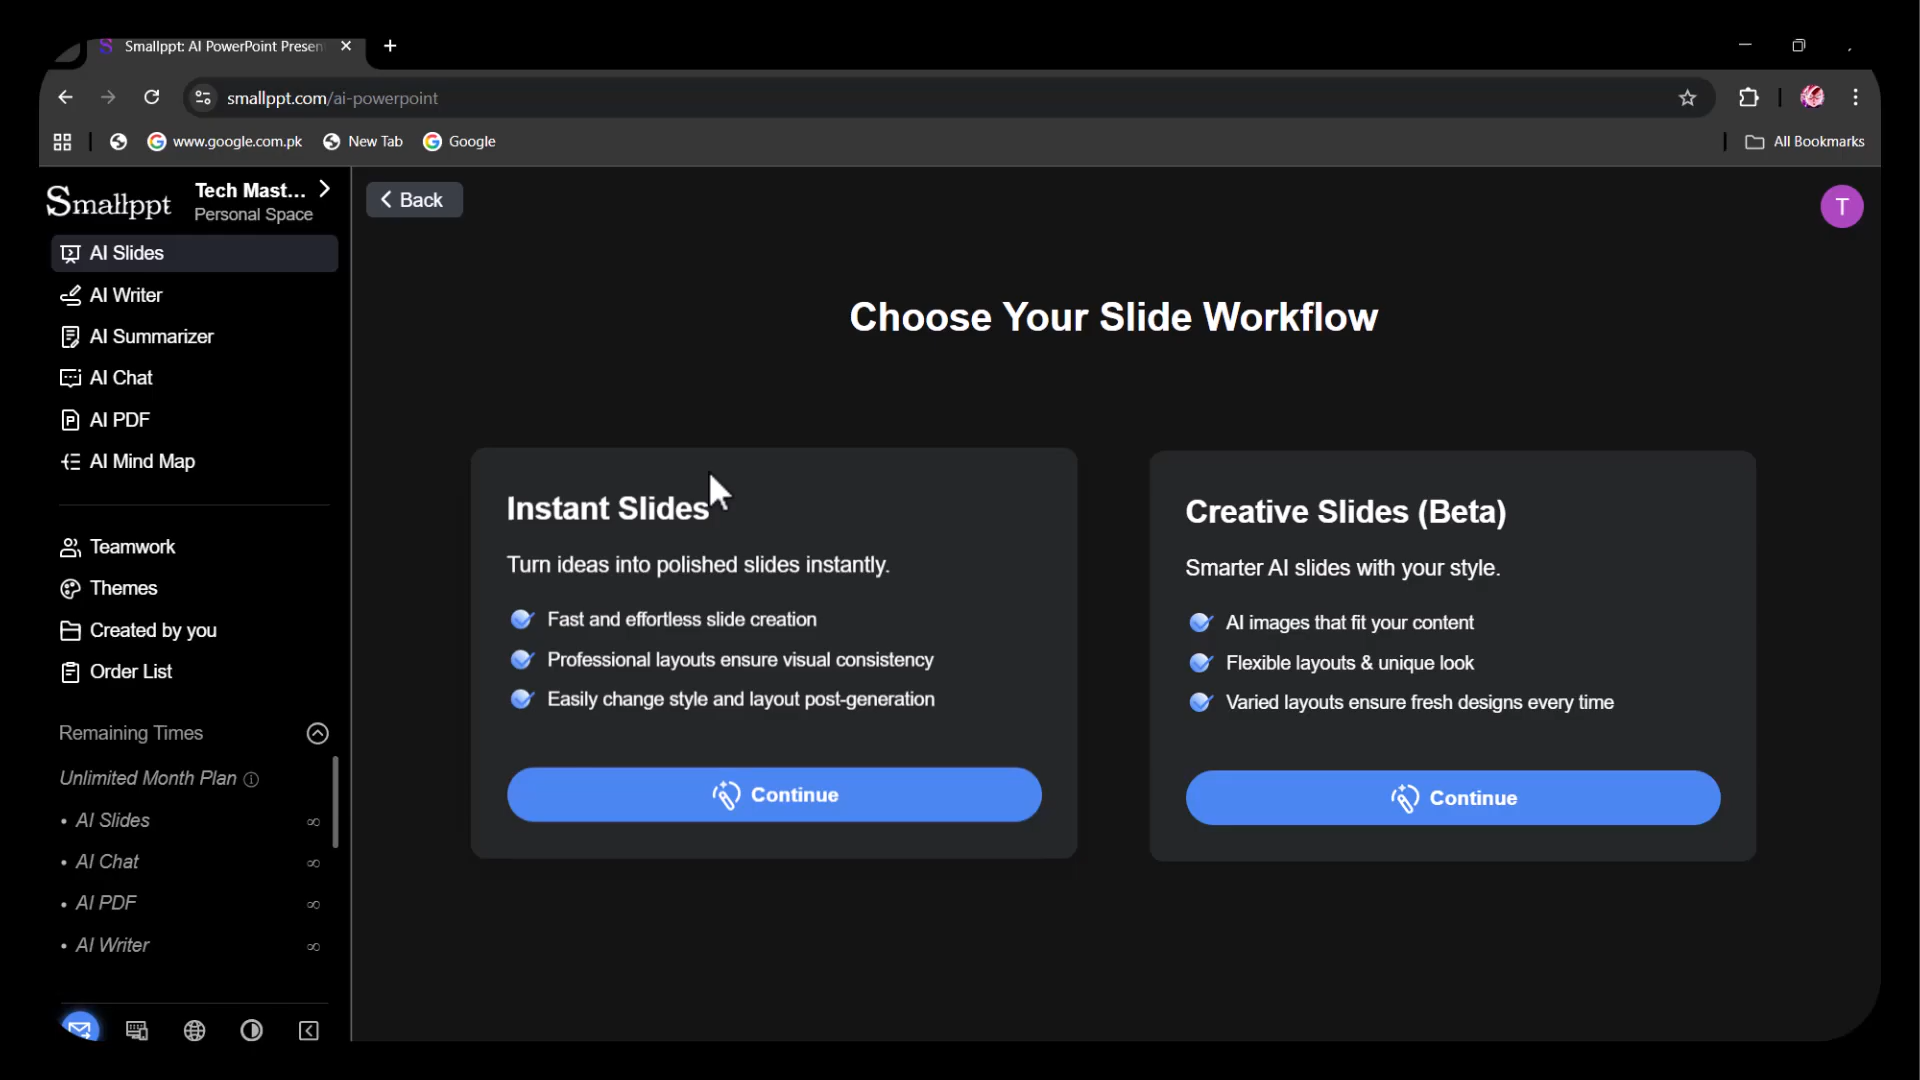 Smallppt: AI PowerPoint Presen
smallppt.com/ai-powerpoint
www.google.com.pk
New Tab
Google
All Bookmarks
Smallppt
Tech Mast...
Personal Space
AI Slides
AI Writer
AI Summarizer
AI Chat
AI PDF
AI Mind Map
Teamwork
Themes
Created by you
Order List
Remaining Times
Unlimited Month Plan
• AI Slides ∞
• AI Chat ∞
• AI PDF ∞
• AI Writer ∞
Back
T
Choose Your Slide Workflow
Instant Slides
Turn ideas into polished slides instantly.
Fast and effortless slide creation
Professional layouts ensure visual consistency
Easily change style and layout post-generation
Continue
Creative Slides (Beta)
Smarter AI slides with your style.
AI images that fit your content
Flexible layouts & unique look
Varied layouts ensure fresh designs every time
Continue